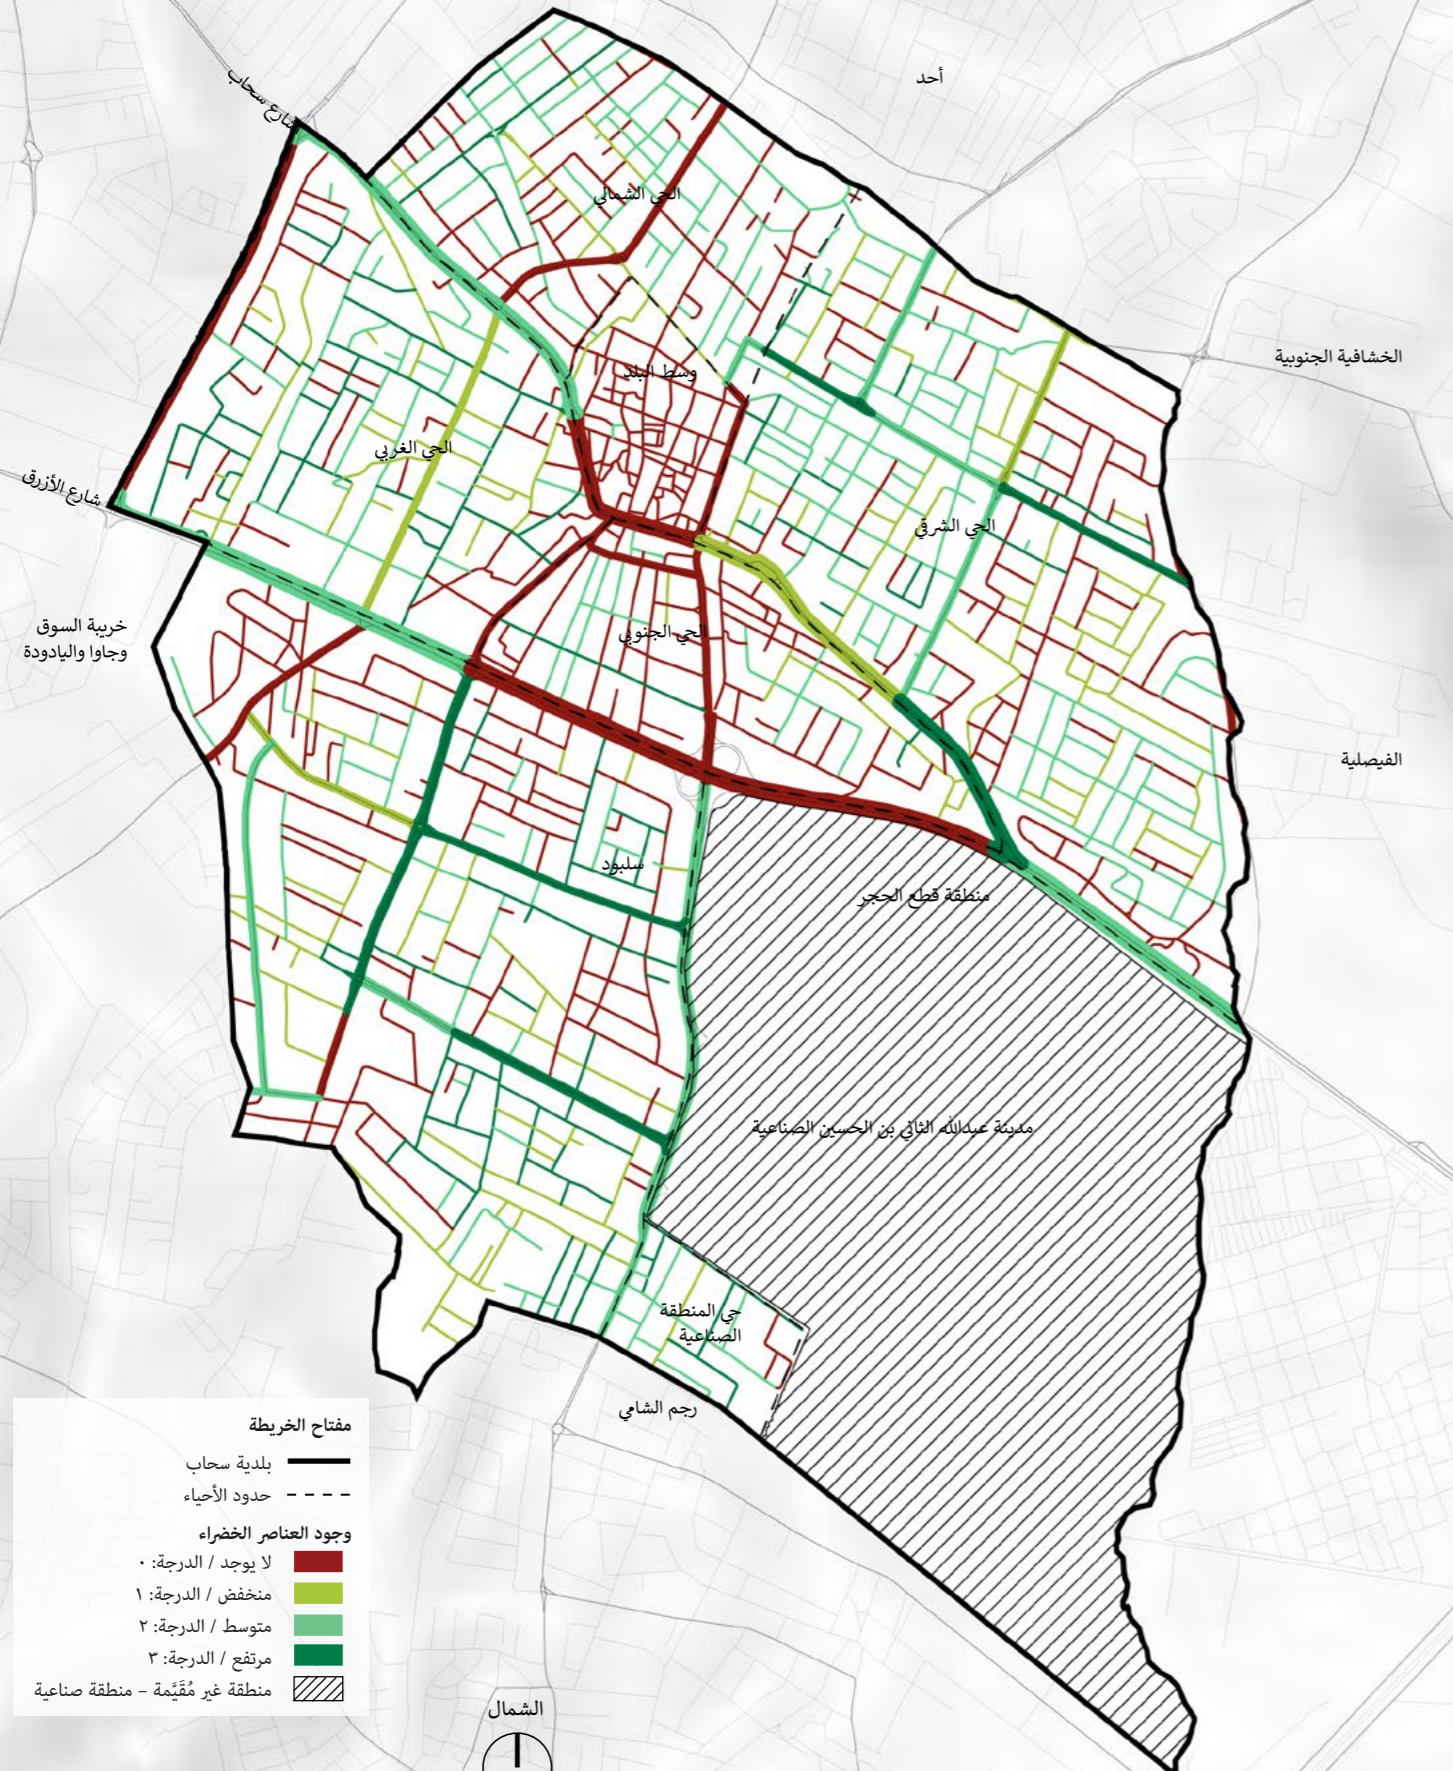 أحد
شارع سحاب
الحي الشمالي
الخشافية الجنوبية
وسط البلد
الحي الغربي
شارع الأزرق
الحي الشرقي
خريبة السوق
وجاوا واليادودة
الحي الجنوبي
الفيصلية
سلبود
منطقة قطع الحجر
مدينة عبدالله الثاني بن الحسين الصناعية
حي المنطقة
الصناعية
رجم الشامي
مفتاح الخريطة
بلدية سحاب
حدود الأحياء
وجود العناصر الخضراء
لا يوجد / الدرجة: ٠
منخفض / الدرجة: ١
متوسط / الدرجة: ٢
مرتفع / الدرجة: ٣
منطقة غير مُقَيَّمة – منطقة صناعية
الشمال